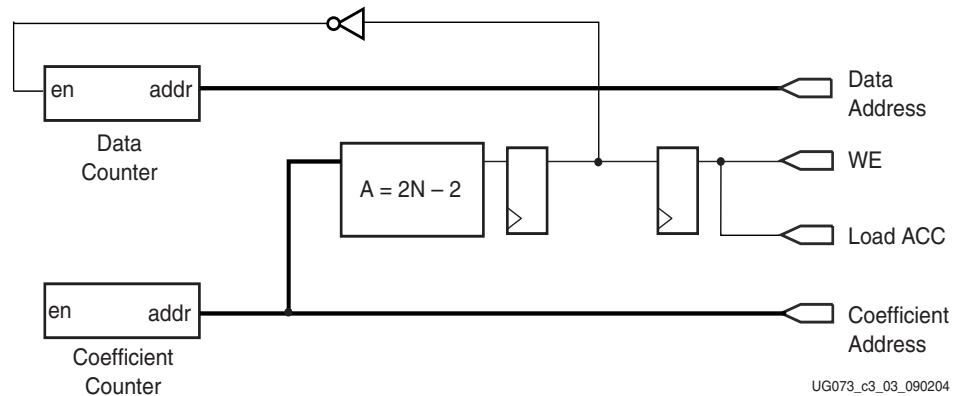 en addr
Data
Counter
Data
Address
A = 2N – 2
WE
Load ACC
en addr
Coefficient
Counter
Coefficient
Address
UG073_c3_03_090204